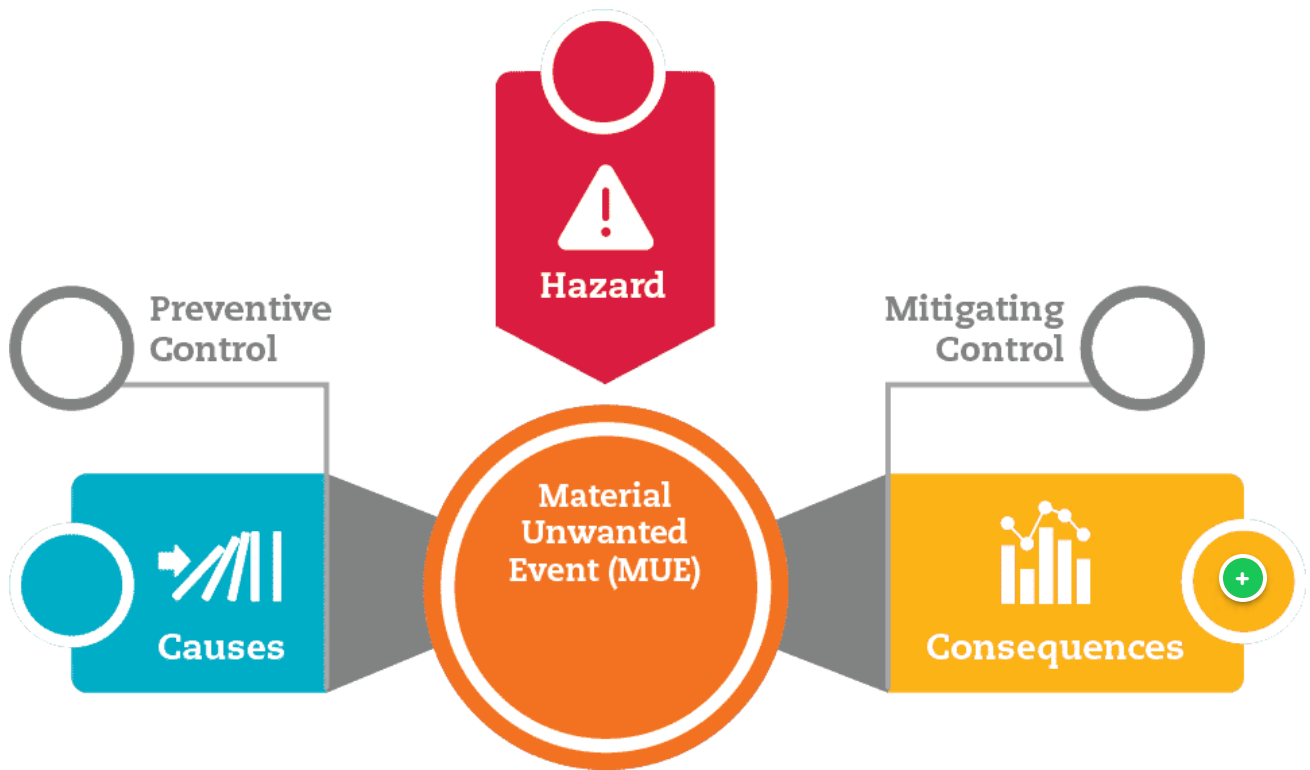 Hazard
Preventive
Control
Mitigating
Control
Material
Unwanted
Event (MUE)
Causes
Consequences